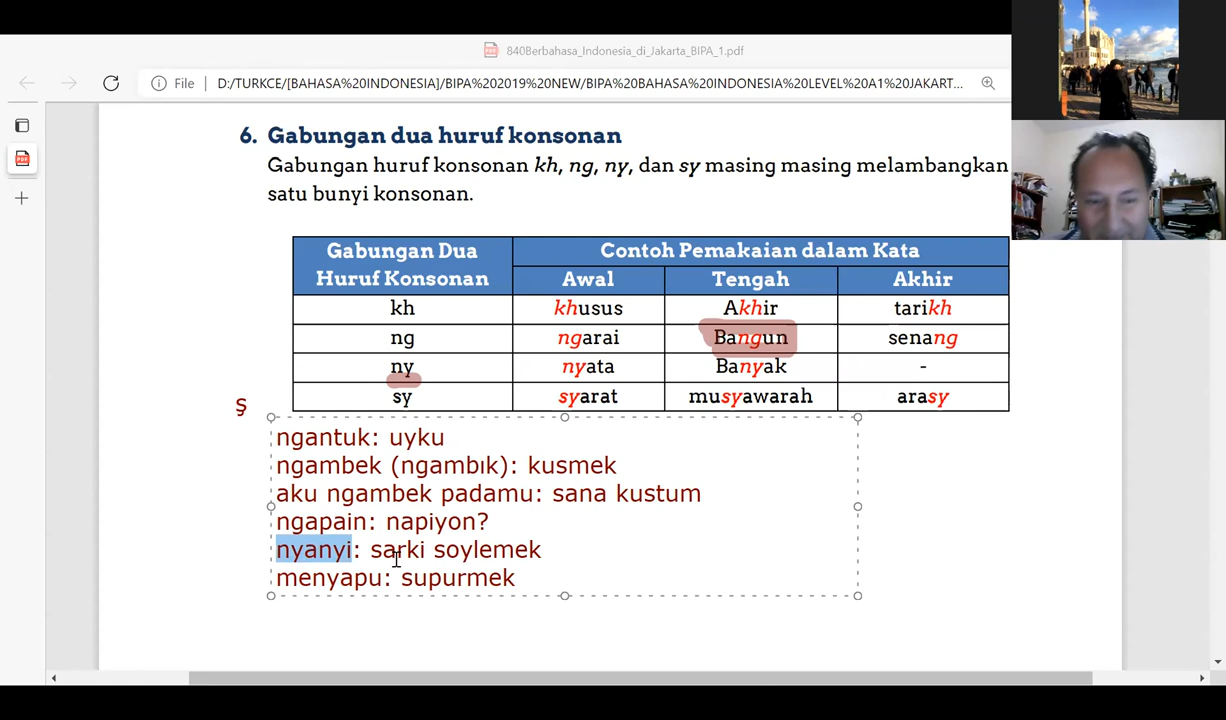 840Berbahasa_Indonesia_di_Jakarta_BIPA_1.pdf
File D:/TURKCE/[BAHASA%20INDONESIA]/BIPA%202019%20NEW/BIPA%20BAHASA%20INDONESIA%20LEVEL%20A1%20JAKART...
6. Gabungan dua huruf konsonan
Gabungan huruf konsonan kh, ng, ny, dan sy masing masing melambangkan
satu bunyi konsonan.
Gabungan Dua Huruf Konsonan Contoh Pemakaian dalam Kata
Awal Tengah Akhir
kh khusus Akhir tarikh
ng ngarai Bangun senang
ny nyata Banyak -
sy syarat musyawarah arasy
Ş
ngantuk: uyku
ngambek (ngambık): kusmek
aku ngambek padamu: sana kustum
ngapain: napiyon?
nyanyi: sarki soylemek
menyapu: supurmek